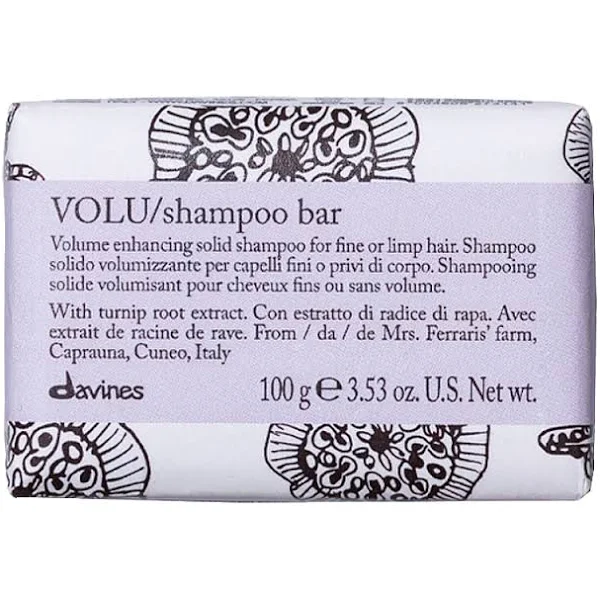 VOLU/shampoo bar
Volume enhancing solid shampoo for fine or limp hair. Shampoo
solido volumizzante per capelli fini o privi di corpo. Shampooing
solide volumisant pour cheveux fins ou sans volume.
With turnip root extract. Con estratto di radice di rapa. Avec
extrait de racine de rave. From / da / de Mrs. Ferraris' farm,
Caprauna, Cuneo, Italy
davines
100 g e 3.53 oz. U.S. Net wt.